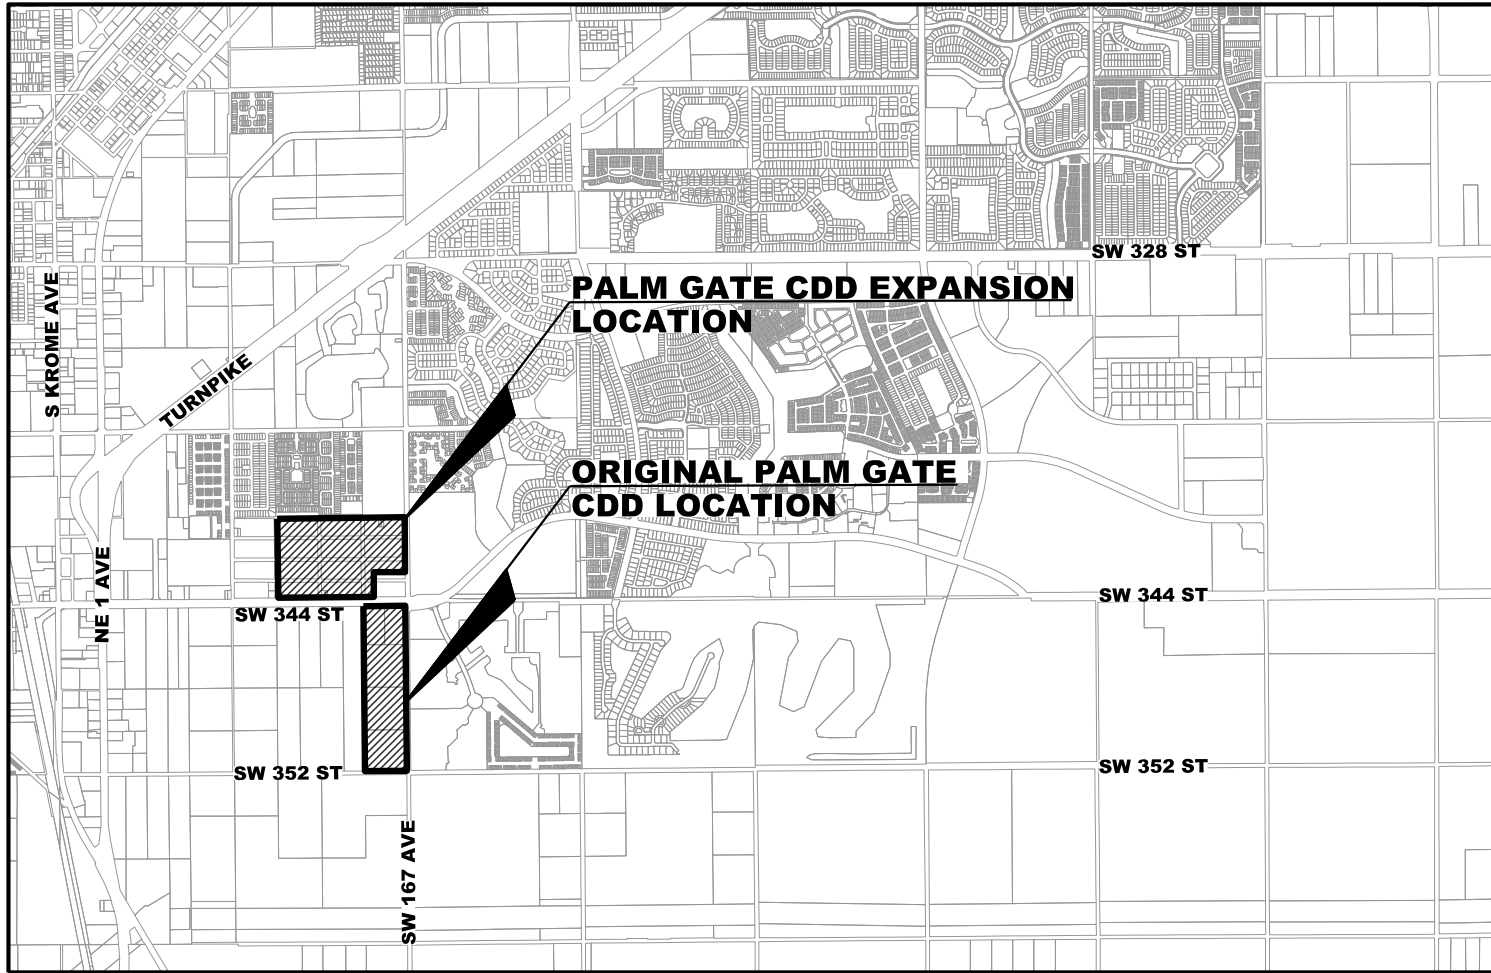 SW 328 ST
PALM GATE CDD EXPANSION
LOCATION
S KROME AVE
TURNPIKE
ORIGINAL PALM GATE
CDD LOCATION
NE 1 AVE
SW 344 ST
SW 344 ST
SW 352 ST
SW 352 ST
SW 167 AVE